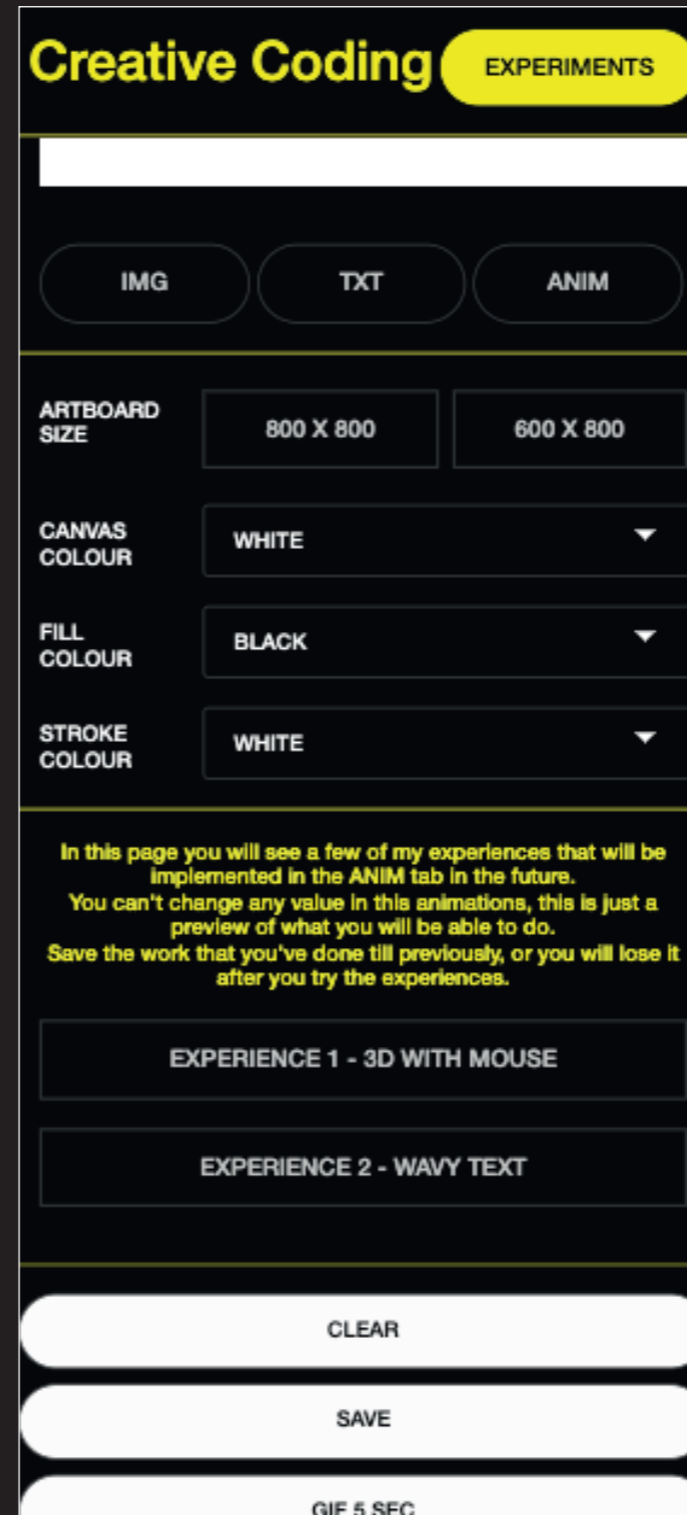 Creative Coding EXPERIMENTS
IMG TXT ANIM
ARTBOARD
SIZE
800 X 800 600 X 800
CANVAS
COLOUR
WHITE
FILL
COLOUR
BLACK
STROKE
COLOUR
WHITE
In this page you will see a few of my experiences that will be
implemented in the ANIM tab in the future.
You can't change any value in this animations, this is just a
preview of what you will be able to do.
Save the work that you've done till previously, or you will lose it
after you try the experiences.
EXPERIENCE 1 - 3D WITH MOUSE
EXPERIENCE 2 - WAVY TEXT
CLEAR
SAVE
GIF 5 SEC